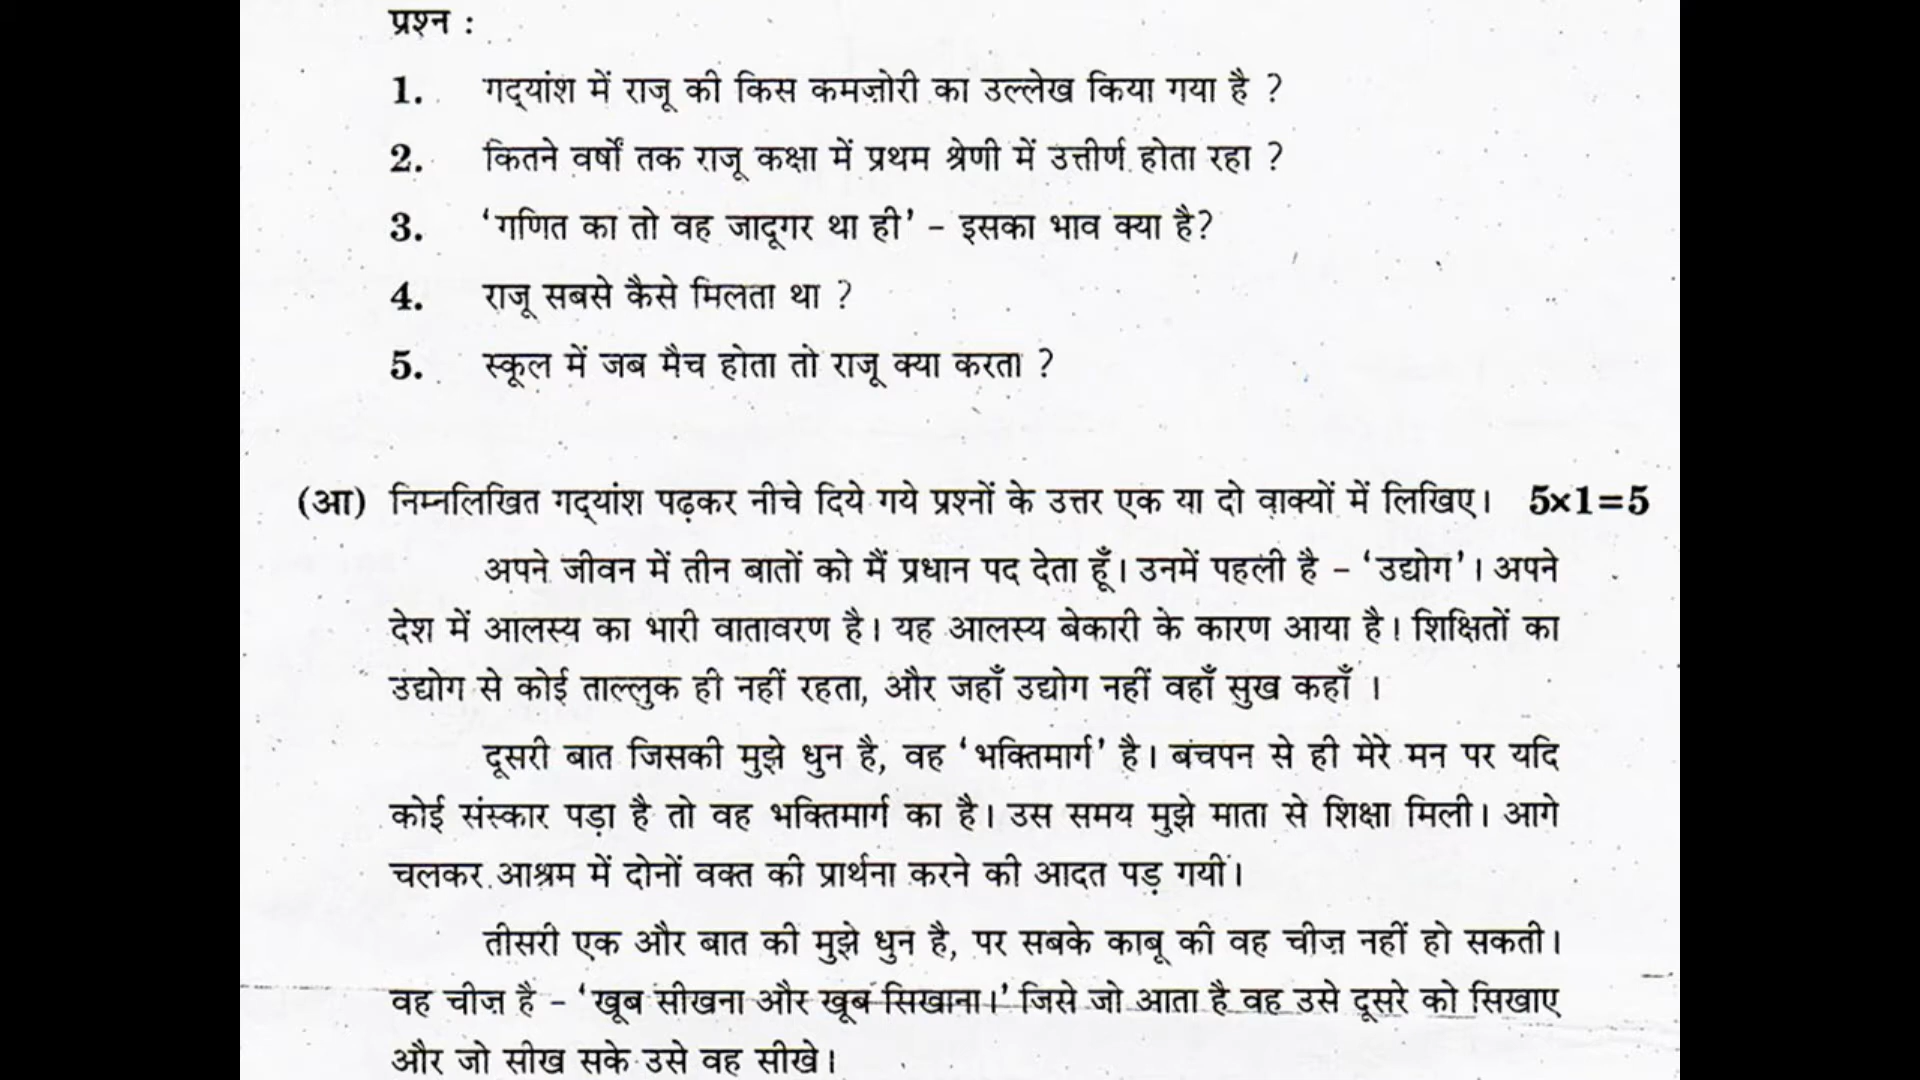 प्रश्न :
1. गद्यांश में राजू की किस कमज़ोरी का उल्लेख किया गया है ?
2. कितने वर्षों तक राजू कक्षा में प्रथम श्रेणी में उत्तीर्ण होता रहा ?
3. ‘गणित का तो वह जादूगर था ही’ – इसका भाव क्या है?
4. राजू सबसे कैसे मिलता था ?
5. स्कूल में जब मैच होता तो राजू क्या करता ?
(आ) निम्नलिखित गद्यांश पढ़कर नीचे दिये गये प्रश्नों के उत्तर एक या दो वाक्यों में लिखिए। 5×1=5
अपने जीवन में तीन बातों को मैं प्रधान पद देता हूँ। उनमें पहली है – ‘उद्योग’। अपने
देश में आलस्य का भारी वातावरण है। यह आलस्य बेकारी के कारण आया है। शिक्षितों का
उद्योग से कोई ताल्लुक ही नहीं रहता, और जहाँ उद्योग नहीं वहाँ सुख कहाँ ।
दूसरी बात जिसकी मुझे धुन है, वह ‘भक्तिमार्ग’ है। बचपन से ही मेरे मन पर यदि
कोई संस्कार पड़ा है तो वह भक्तिमार्ग का है। उस समय मुझे माता से शिक्षा मिली। आगे
चलकर आश्रम में दोनों वक्त की प्रार्थना करने की आदत पड़ गयी।
तीसरी एक और बात की मुझे धुन है, पर सबके काबू की वह चीज़ नहीं हो सकती।
वह चीज़ है – ‘खूब सीखना और खूब सिखाना।’ जिसे जो आता है वह उसे दूसरे को सिखाए
और जो सीख सके उसे वह सीखे।